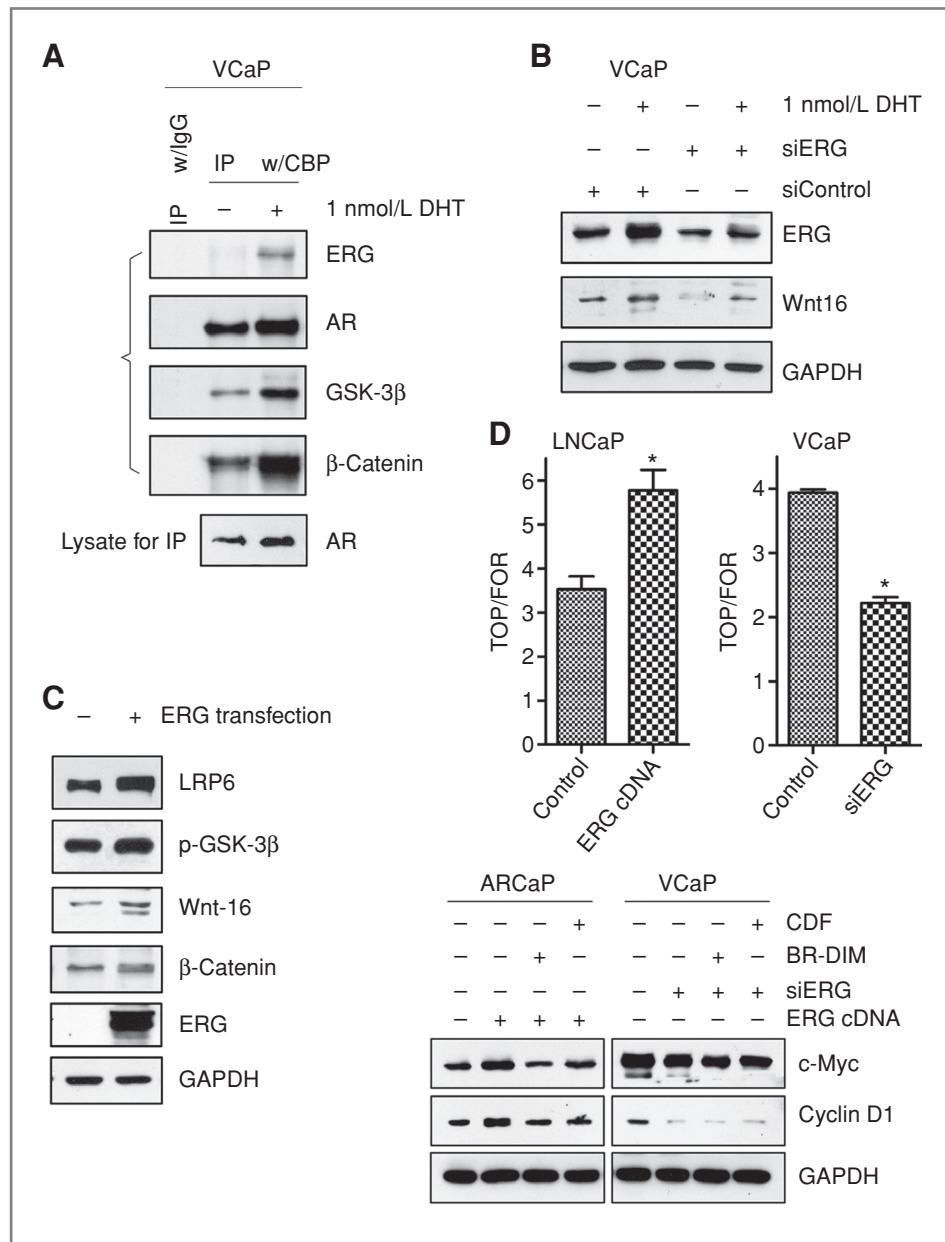 A
VCaP
IP w/IgG
IP w/CBP
– + 1 nmol/L DHT
ERG
AR
GSK-3β
β-Catenin
Lysate for IP AR
B
VCaP
– + – + 1 nmol/L DHT
– – + + siERG
+ + – – siControl
ERG
Wnt16
GAPDH
C
– + ERG transfection
LRP6
p-GSK-3β
Wnt-16
β-Catenin
ERG
GAPDH
D
LNCaP
TOP/FOR
6
5
4
3
2
1
0
*
Control
ERG cDNA
VCaP
TOP/FOR
4
3
2
1
0
*
Control
siERG
ARCaP VCaP
– – – + – – – + CDF
– – + – – – + – BR-DIM
– – – – – + + + siERG
– + + + – – – – ERG cDNA
c-Myc
Cyclin D1
GAPDH